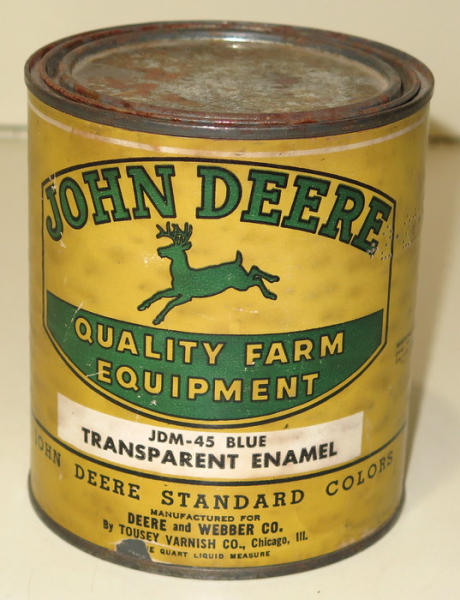 JOHN DEERE
QUALITY FARM
EQUIPMENT
JDM-45 BLUE
TRANSPARENT ENAMEL
JOHN DEERE STANDARD COLORS
MANUFACTURED FOR
DEERE and WEBBER CO.
By TOUSEY VARNISH CO., Chicago, Ill.
QUART LIQUID MEASURE